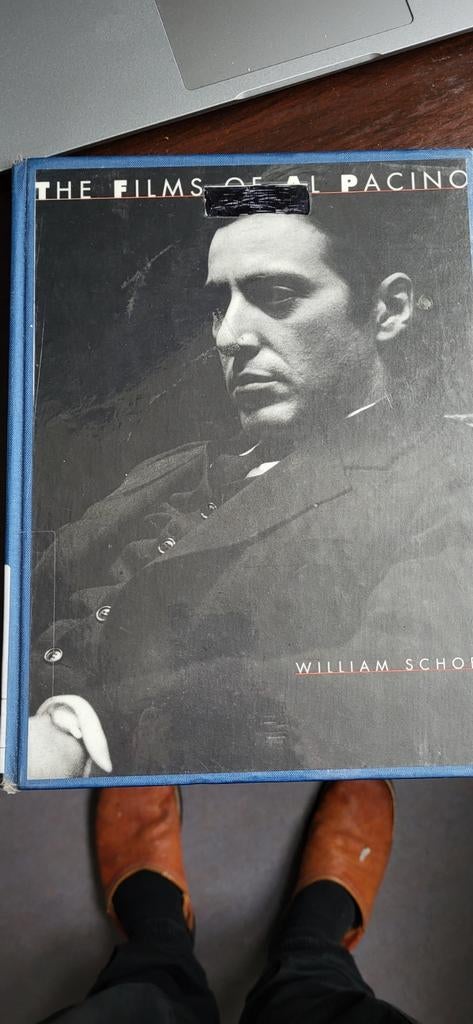 THE FILMS OF AL PACINO
WILLIAM SCHO